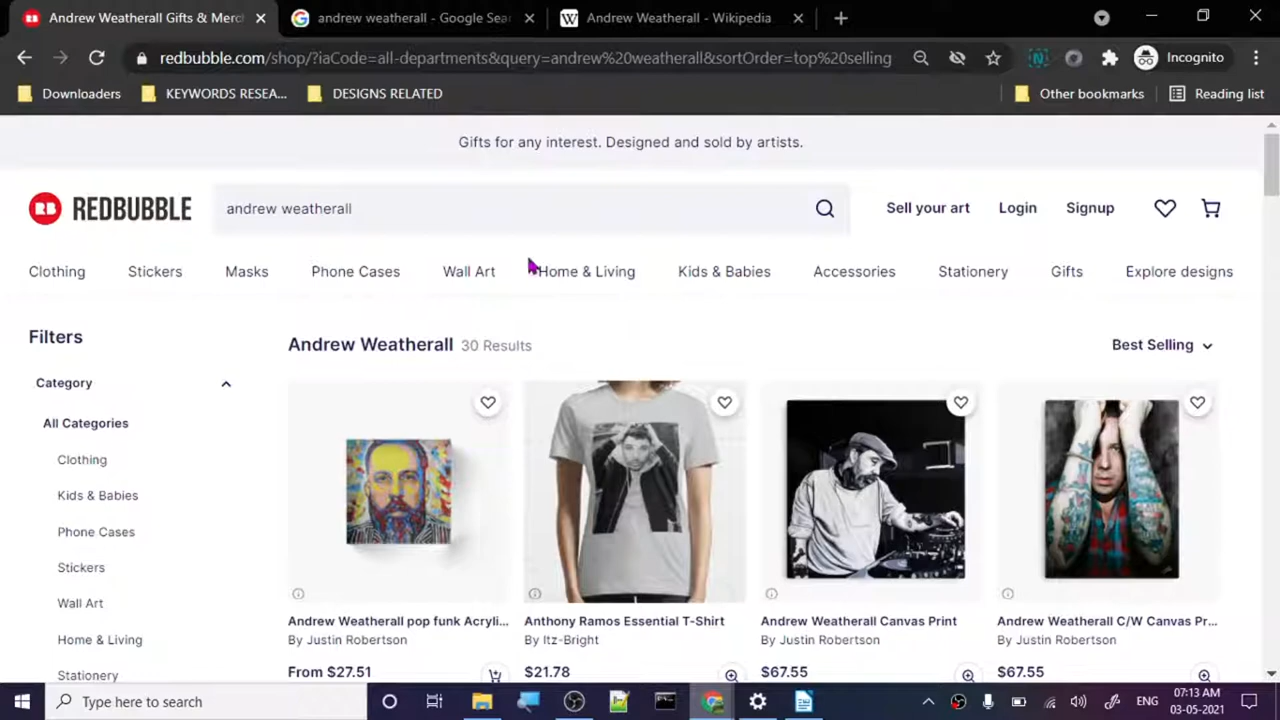 Andrew Weatherall Gifts & Merch
andrew weatherall - Google Sear
Andrew Weatherall - Wikipedia
redbubble.com/shop/?iaCode=all-departments&query=andrew%20weatherall&sortOrder=top%20selling
Incognito
Downloaders
KEYWORDS RESEA...
DESIGNS RELATED
Other bookmarks
Reading list
Gifts for any interest. Designed and sold by artists.
RB REDBUBBLE
andrew weatherall
Sell your art
Login
Signup
Clothing
Stickers
Masks
Phone Cases
Wall Art
Home & Living
Kids & Babies
Accessories
Stationery
Gifts
Explore designs
Filters
Andrew Weatherall 30 Results
Best Selling
Category
All Categories
Clothing
Kids & Babies
Phone Cases
Stickers
Wall Art
Home & Living
Stationery
Andrew Weatherall pop funk Acryli...
By Justin Robertson
From $27.51
Anthony Ramos Essential T-Shirt
By Itz-Bright
$21.78
Andrew Weatherall Canvas Print
By Justin Robertson
$67.55
Andrew Weatherall C/W Canvas Pr...
By Justin Robertson
$67.55
Type here to search
ENG
07:13 AM
03-05-2021